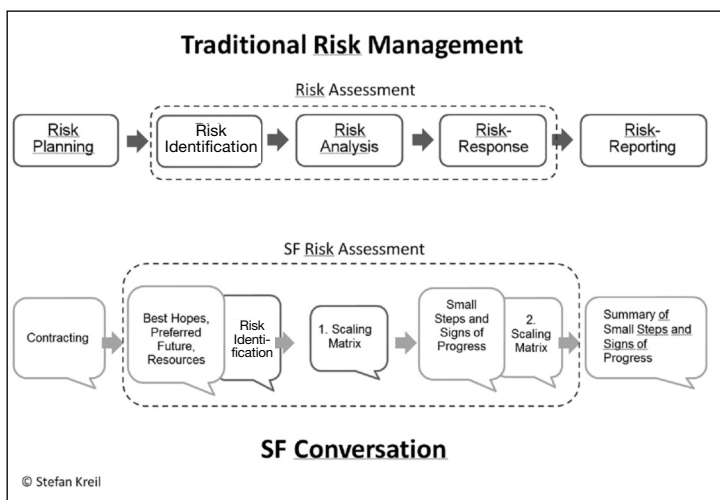 Traditional Risk Management
Risk Assessment
Risk
Planning
Risk
Identification
Risk
Analysis
Risk-
Response
Risk-
Reporting
SF Risk Assessment
Contracting
Best Hopes,
Preferred
Future,
Resources
Risk
Identi-
fication
1. Scaling
Matrix
Small
Steps and
Signs of
Progress
2.
Scaling
Matrix
Summary of
Small Steps and
Signs of
Progress
SF Conversation
© Stefan Kreil